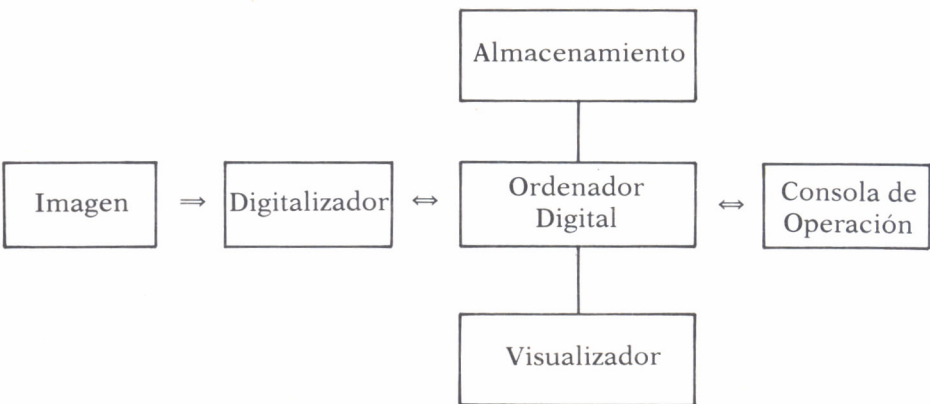 Almacenamiento
Imagen ⇒ Digitalizador ⇔ Ordenador
Digital ⇔ Consola de
Operación
Visualizador